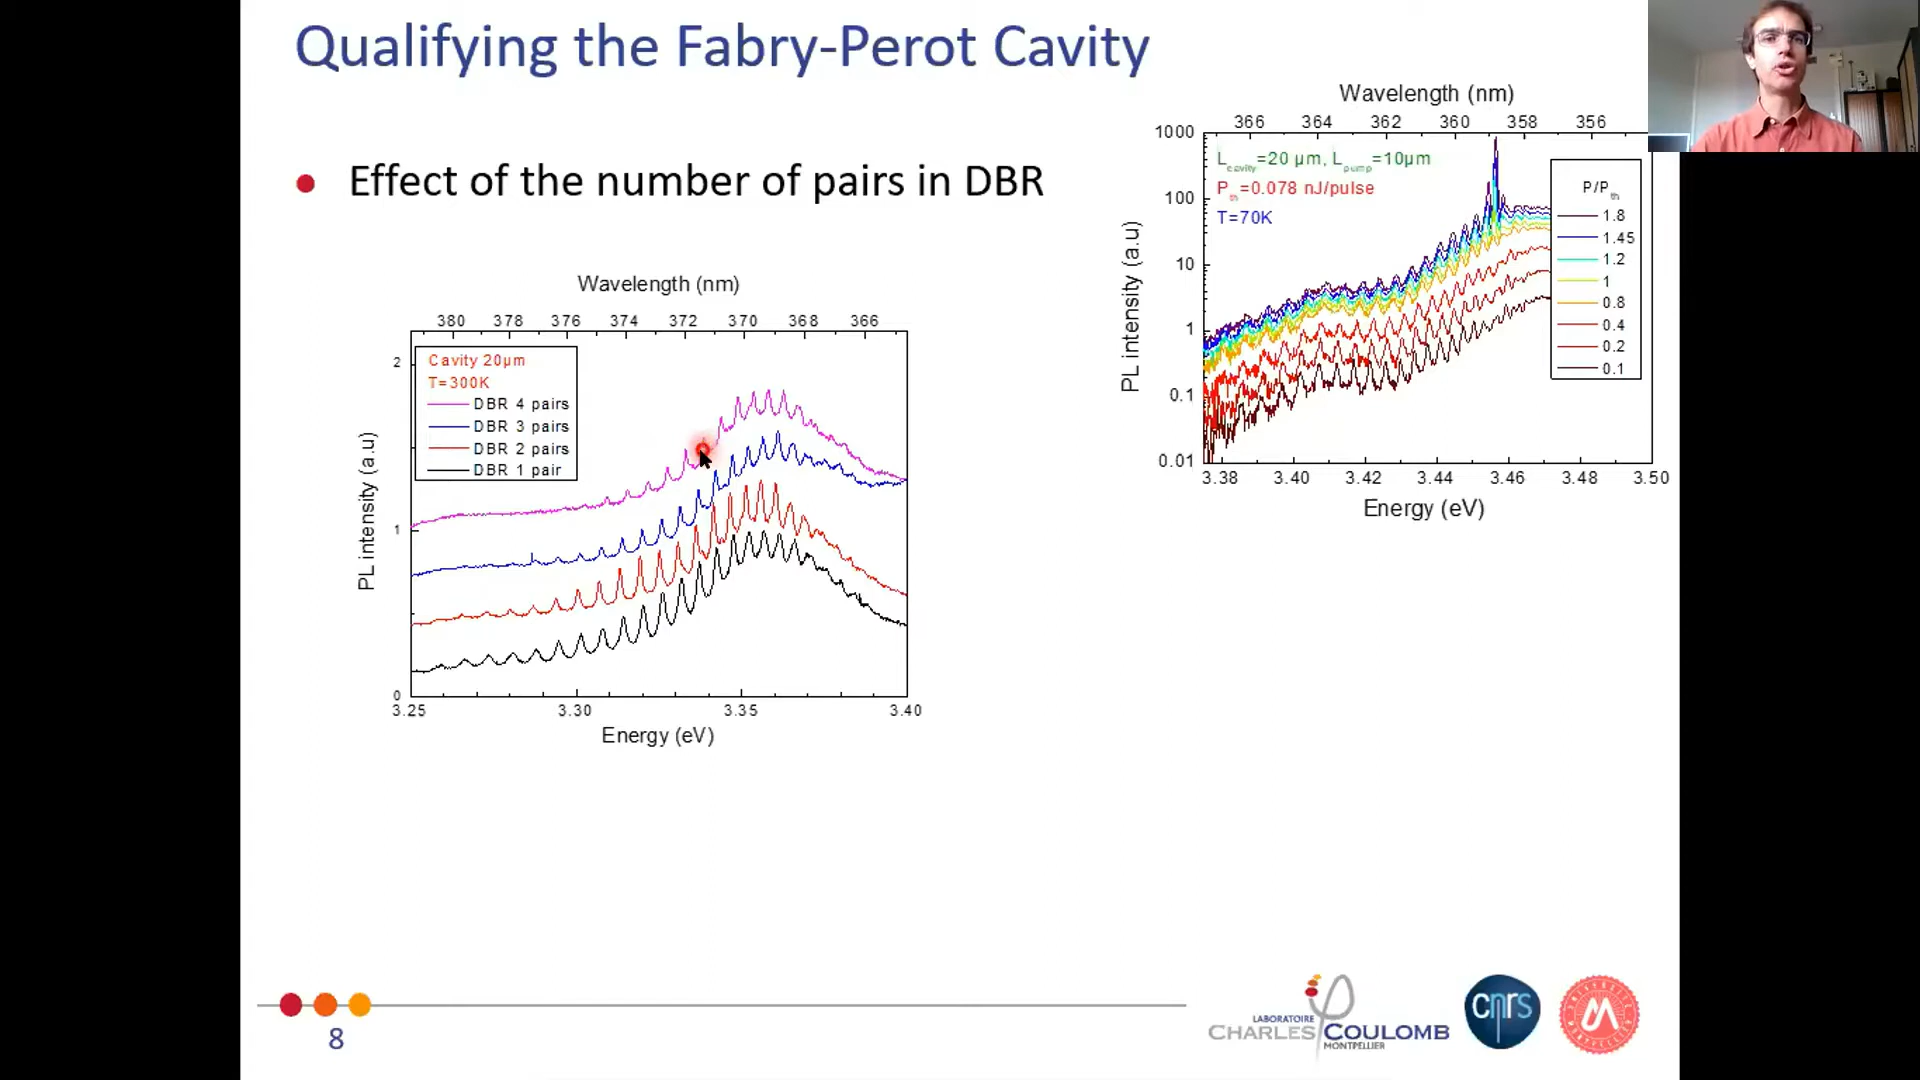 Qualifying the Fabry-Perot Cavity
Effect of the number of pairs in DBR
Wavelength (nm)
380 378 376 374 372 370 368 366
2
1
0
PL intensity (a.u)
Cavity 20µm
T=300K
DBR 4 pairs
DBR 3 pairs
DBR 2 pairs
DBR 1 pair
3.25 3.30 3.35 3.40
Energy (eV)
Wavelength (nm)
366 364 362 360 358 356
1000
100
10
1
0.1
0.01
PL intensity (a.u)
Lcavity=20 µm, Lpump=10µm
Pth=0.078 nJ/pulse
T=70K
P/Pth
1.8
1.45
1.2
1
0.8
0.4
0.2
0.1
3.38 3.40 3.42 3.44 3.46 3.48 3.50
Energy (eV)
8
LABORATOIRE
CHARLES COULOMB
MONTPELLIER
cnrs